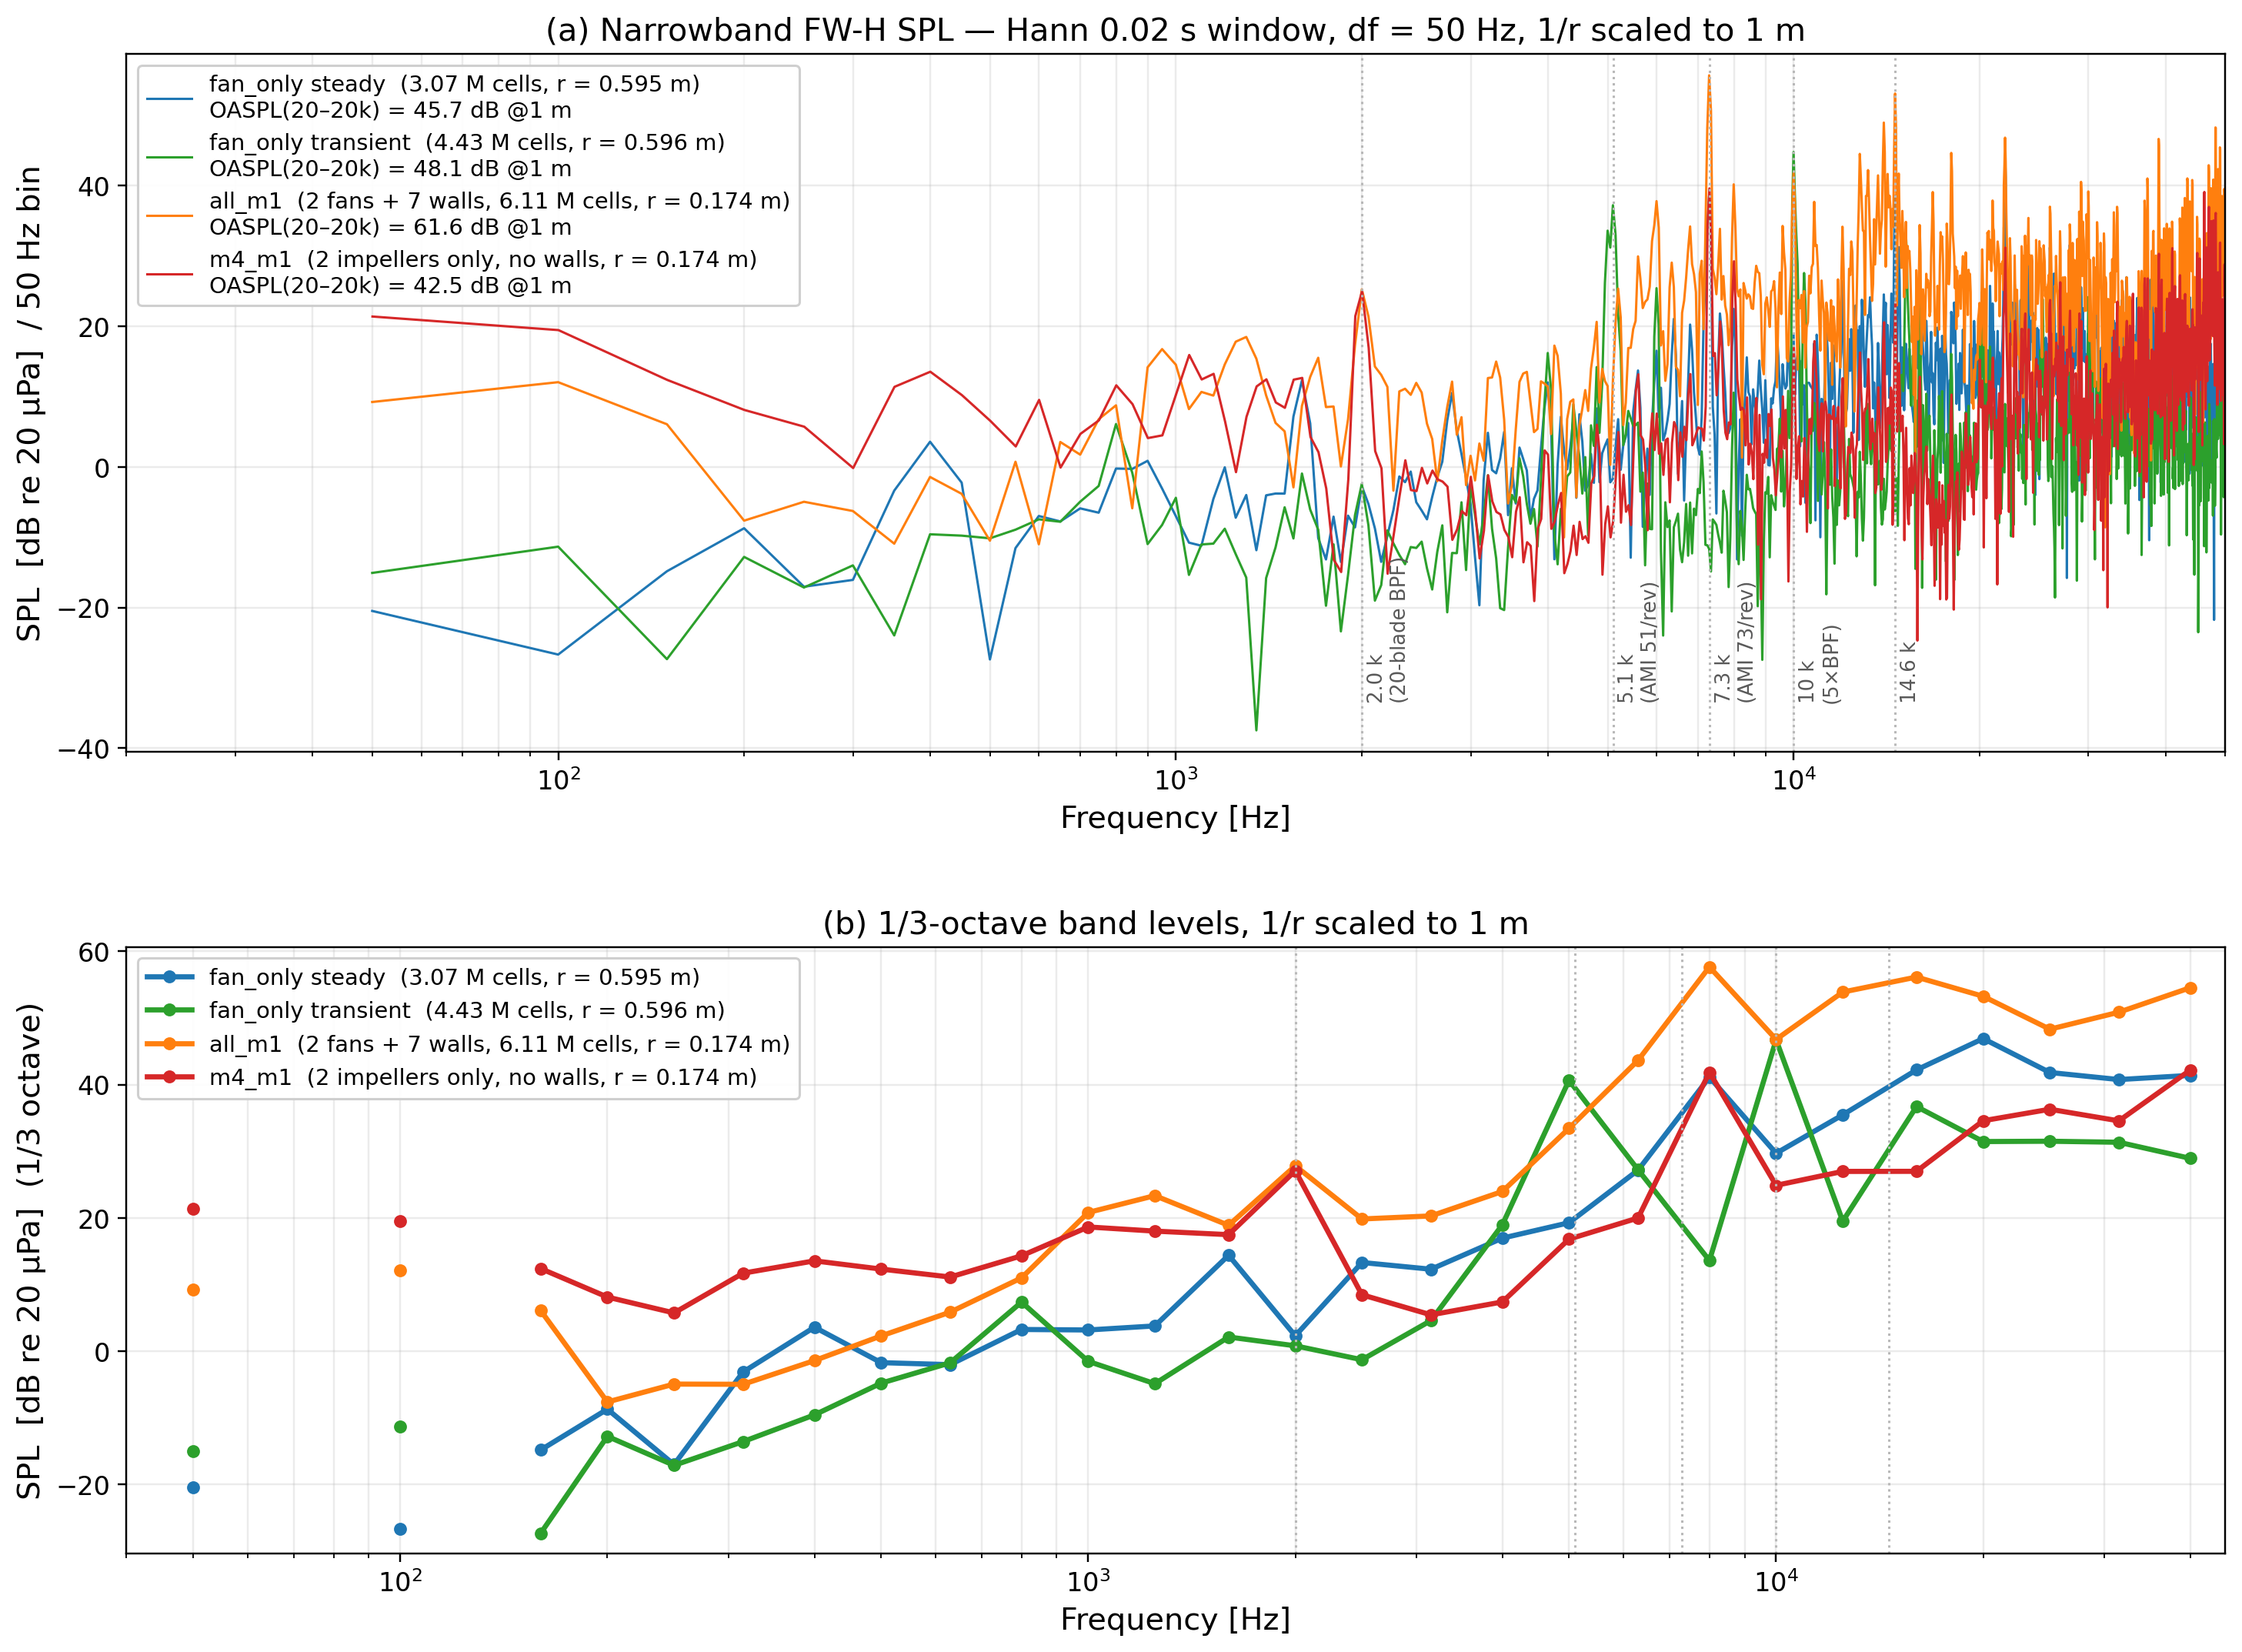 (a) Narrowband FW-H SPL — Hann 0.02 s window, df = 50 Hz, 1/r scaled to 1 m
fan_only steady (3.07 M cells, r = 0.595 m)
OASPL(20–20k) = 45.7 dB @1 m
fan_only transient (4.43 M cells, r = 0.596 m)
OASPL(20–20k) = 48.1 dB @1 m
all_m1 (2 fans + 7 walls, 6.11 M cells, r = 0.174 m)
OASPL(20–20k) = 61.6 dB @1 m
m4_m1 (2 impellers only, no walls, r = 0.174 m)
OASPL(20–20k) = 42.5 dB @1 m
SPL [dB re 20 µPa] / 50 Hz bin
40
20
0
−20
−40
2.0 k
(20-blade BPF)
5.1 k
(AMI 51/rev)
7.3 k
(AMI 73/rev)
10 k
(5×BPF)
14.6 k
10²
10³
10⁴
Frequency [Hz]
(b) 1/3-octave band levels, 1/r scaled to 1 m
fan_only steady (3.07 M cells, r = 0.595 m)
fan_only transient (4.43 M cells, r = 0.596 m)
all_m1 (2 fans + 7 walls, 6.11 M cells, r = 0.174 m)
m4_m1 (2 impellers only, no walls, r = 0.174 m)
SPL [dB re 20 µPa] (1/3 octave)
60
40
20
0
−20
10²
10³
10⁴
Frequency [Hz]